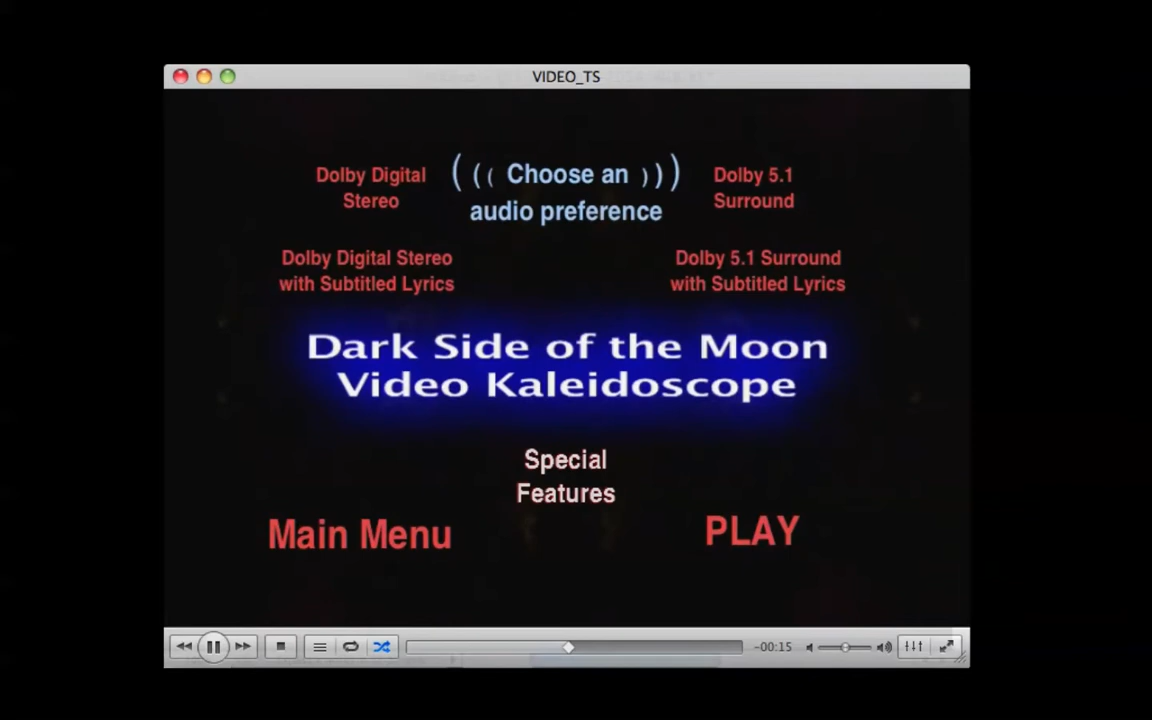 VIDEO_TS
Dolby Digital
Stereo
((( Choose an )))
audio preference
Dolby 5.1
Surround
Dolby Digital Stereo
with Subtitled Lyrics
Dolby 5.1 Surround
with Subtitled Lyrics
Dark Side of the Moon
Video Kaleidoscope
Special
Features
Main Menu
PLAY
-00:15